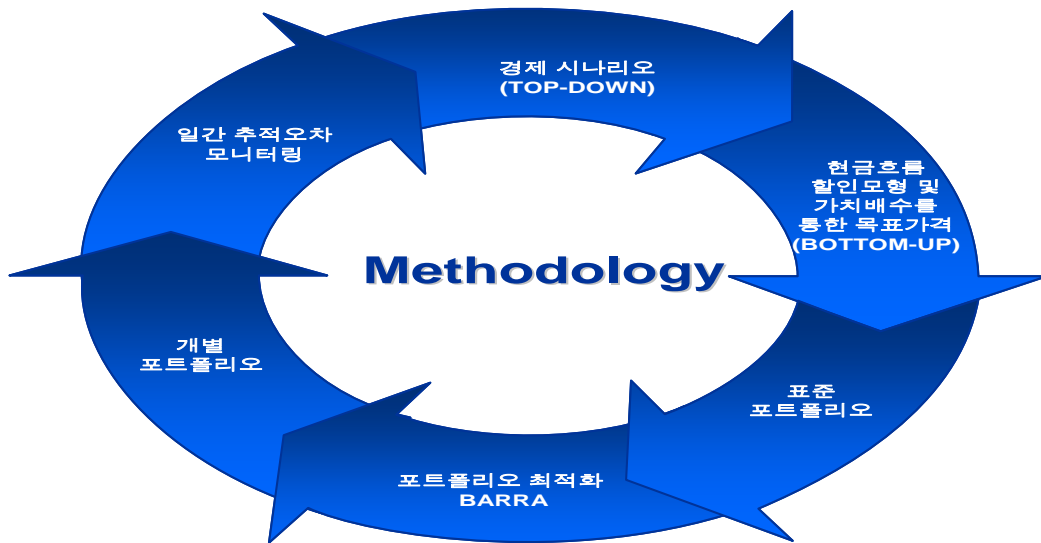 경제 시나리오
(TOP-DOWN)
현금흐름
할인모형 및
가치배수를
통한 목표가격
(BOTTOM-UP)
표준
포트폴리오
포트폴리오 최적화
BARRA
개별
포트폴리오
일간 추적오차
모니터링
Methodology